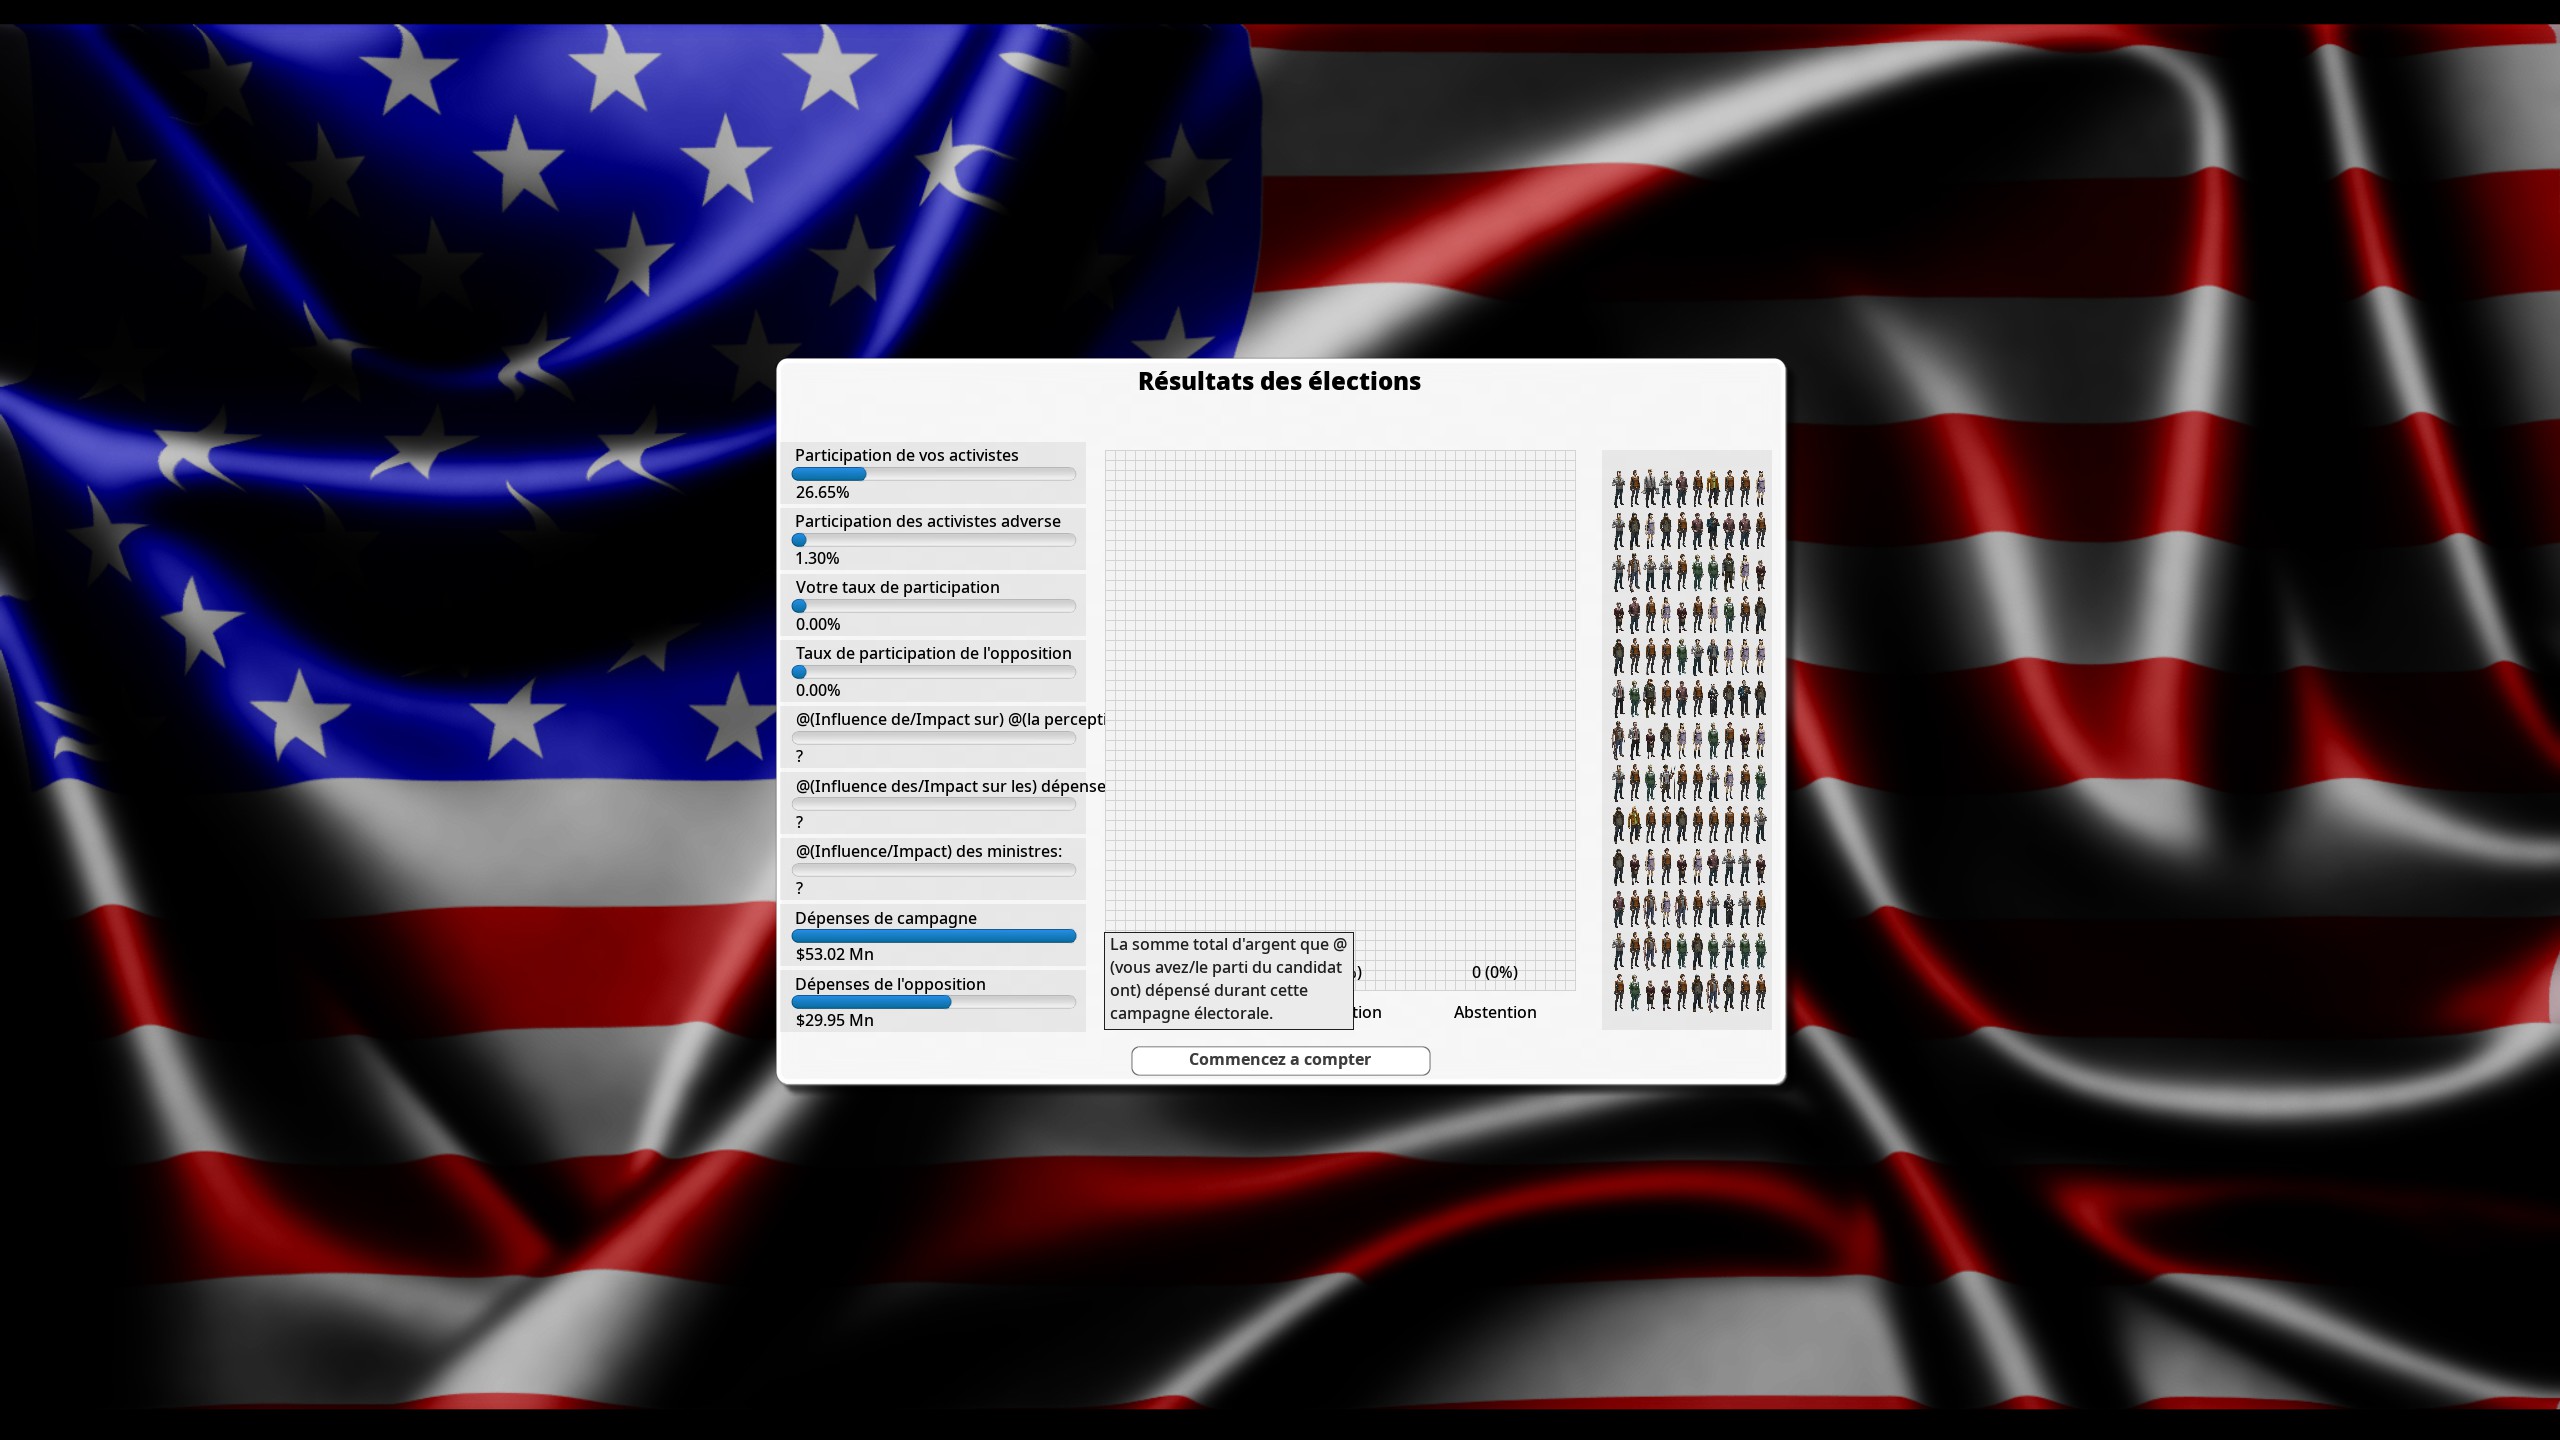 Résultats des élections
Participation de vos activistes
26.65%
Participation des activistes adverse
1.30%
Votre taux de participation
0.00%
Taux de participation de l'opposition
0.00%
@(Influence de/Impact sur) @(la percepti
?
@(Influence des/Impact sur les) dépense
?
@(Influence/Impact) des ministres:
?
Dépenses de campagne
$53.02 Mn
Dépenses de l'opposition
$29.95 Mn
La somme total d'argent que @
(vous avez/le parti du candidat
ont) dépensé durant cette
campagne électorale.
%)
tion
0 (0%)
Abstention
Commencez a compter